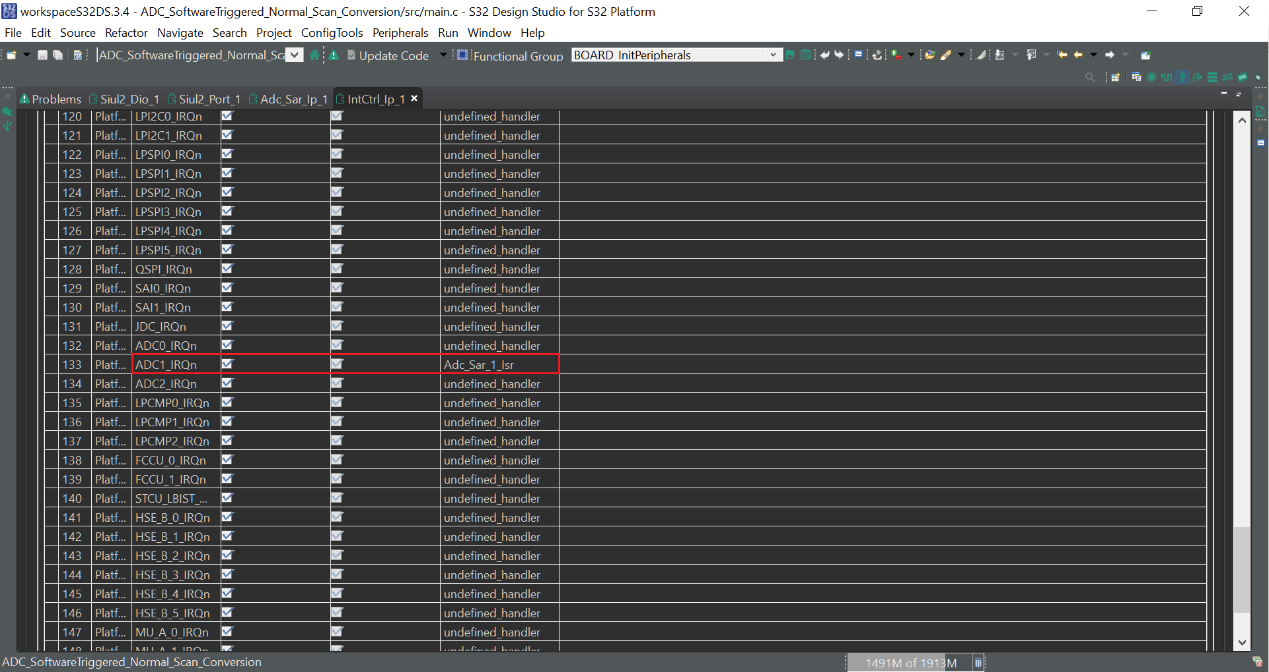 workspaceS32DS.3.4 - ADC_SoftwareTriggered_Normal_Scan_Conversion/src/main.c - S32 Design Studio for S32 Platform
File Edit Source Refactor Navigate Search Project ConfigTools Peripherals Run Window Help
ADC_SoftwareTriggered_Normal_Sca Update Code Functional Group BOARD_InitPeripherals
Problems Siul2_Dio_1 Siul2_Port_1 Adc_Sar_Ip_1 IntCtrl_Ip_1
120 Platf... LPI2C0_IRQn undefined_handler
121 Platf... LPI2C1_IRQn undefined_handler
122 Platf... LPSPI0_IRQn undefined_handler
123 Platf... LPSPI1_IRQn undefined_handler
124 Platf... LPSPI2_IRQn undefined_handler
125 Platf... LPSPI3_IRQn undefined_handler
126 Platf... LPSPI4_IRQn undefined_handler
127 Platf... LPSPI5_IRQn undefined_handler
128 Platf... QSPI_IRQn undefined_handler
129 Platf... SAI0_IRQn undefined_handler
130 Platf... SAI1_IRQn undefined_handler
131 Platf... JDC_IRQn undefined_handler
132 Platf... ADC0_IRQn undefined_handler
133 Platf... ADC1_IRQn Adc_Sar_1_Isr
134 Platf... ADC2_IRQn undefined_handler
135 Platf... LPCMP0_IRQn undefined_handler
136 Platf... LPCMP1_IRQn undefined_handler
137 Platf... LPCMP2_IRQn undefined_handler
138 Platf... FCCU_0_IRQn undefined_handler
139 Platf... FCCU_1_IRQn undefined_handler
140 Platf... STCU_LBIST_... undefined_handler
141 Platf... HSE_B_0_IRQn undefined_handler
142 Platf... HSE_B_1_IRQn undefined_handler
143 Platf... HSE_B_2_IRQn undefined_handler
144 Platf... HSE_B_3_IRQn undefined_handler
145 Platf... HSE_B_4_IRQn undefined_handler
146 Platf... HSE_B_5_IRQn undefined_handler
147 Platf... MU_A_0_IRQn undefined_handler
148 Platf... MU_A_1_IRQn undefined_handler
ADC_SoftwareTriggered_Normal_Scan_Conversion 1491M of 1913M